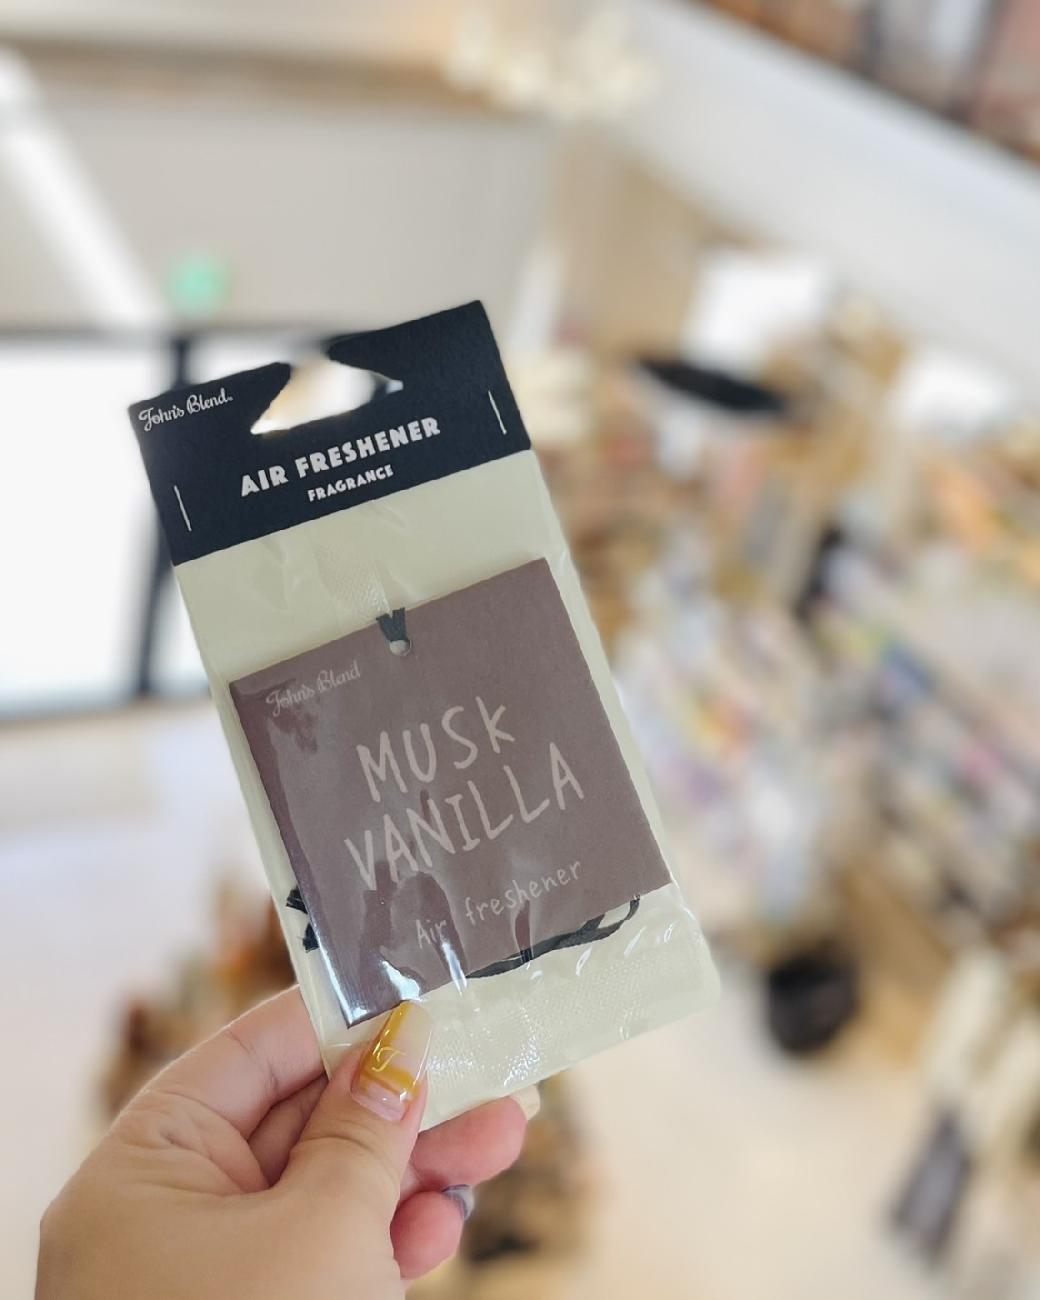 John's Blend
AIR FRESHENER
FRAGRANCE
John's Blend
MUSK
VANILLA
Air freshener